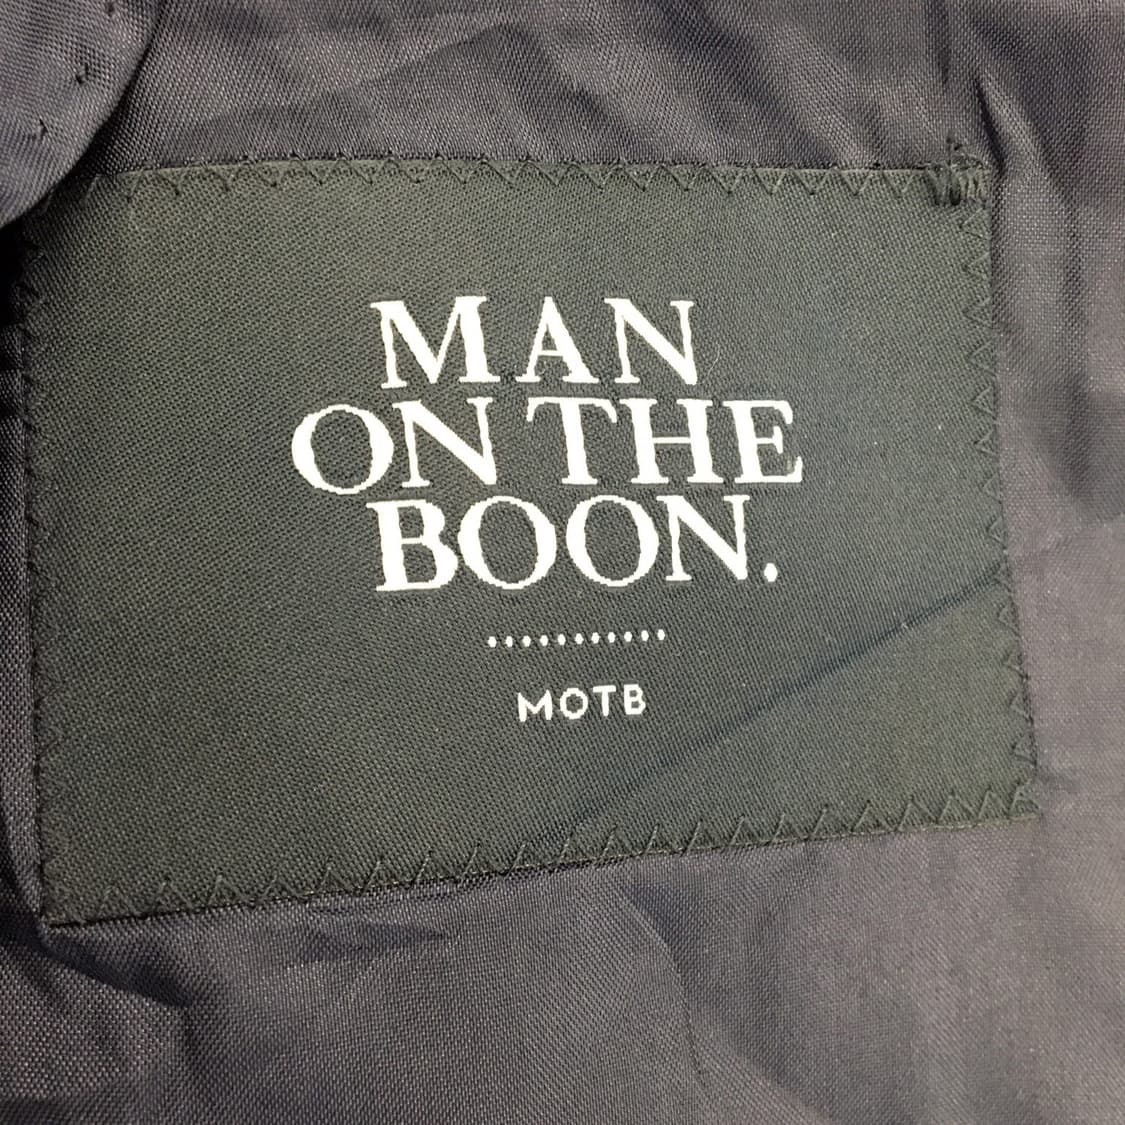 MAN
ON THE
BOON.
MOTB